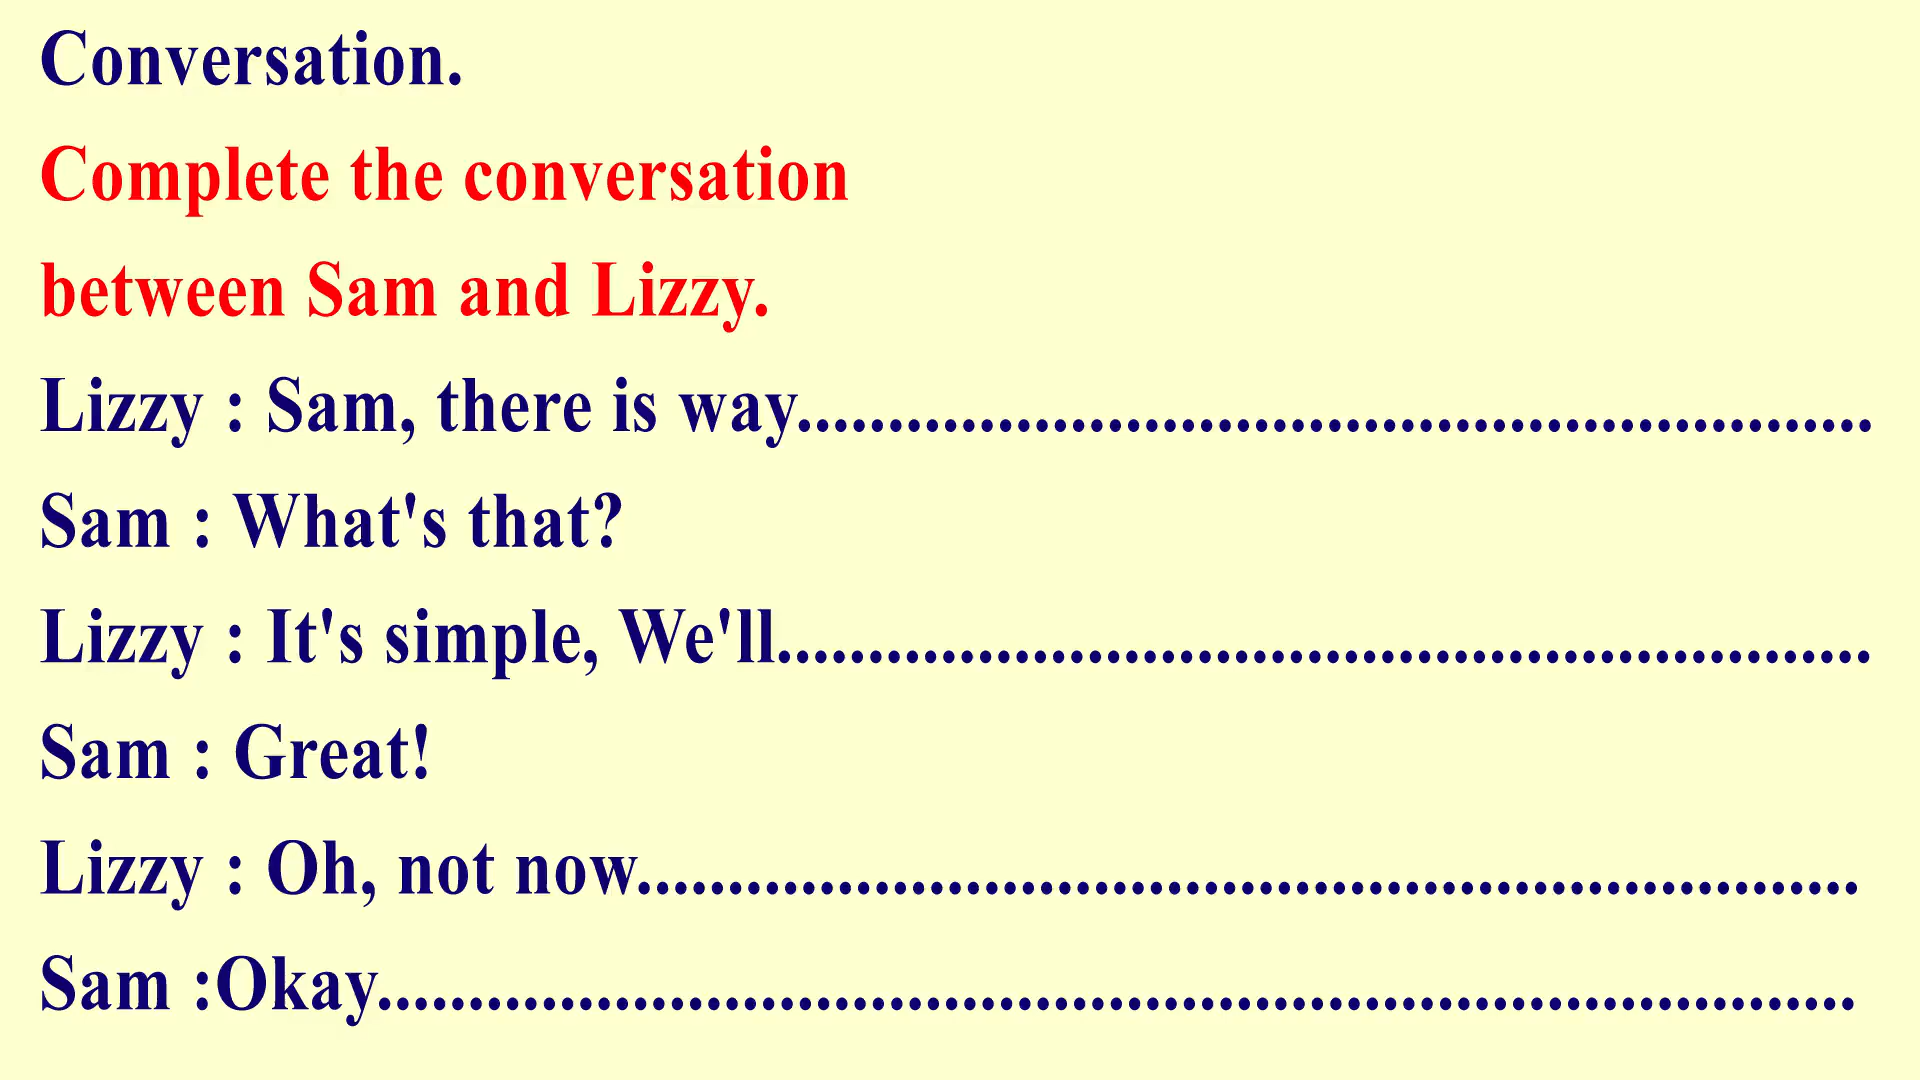 Conversation.
Complete the conversation
between Sam and Lizzy.
Lizzy : Sam, there is way...........................................................
Sam : What's that?
Lizzy : It's simple, We'll............................................................
Sam : Great!
Lizzy : Oh, not now...................................................................
Sam :Okay.................................................................................